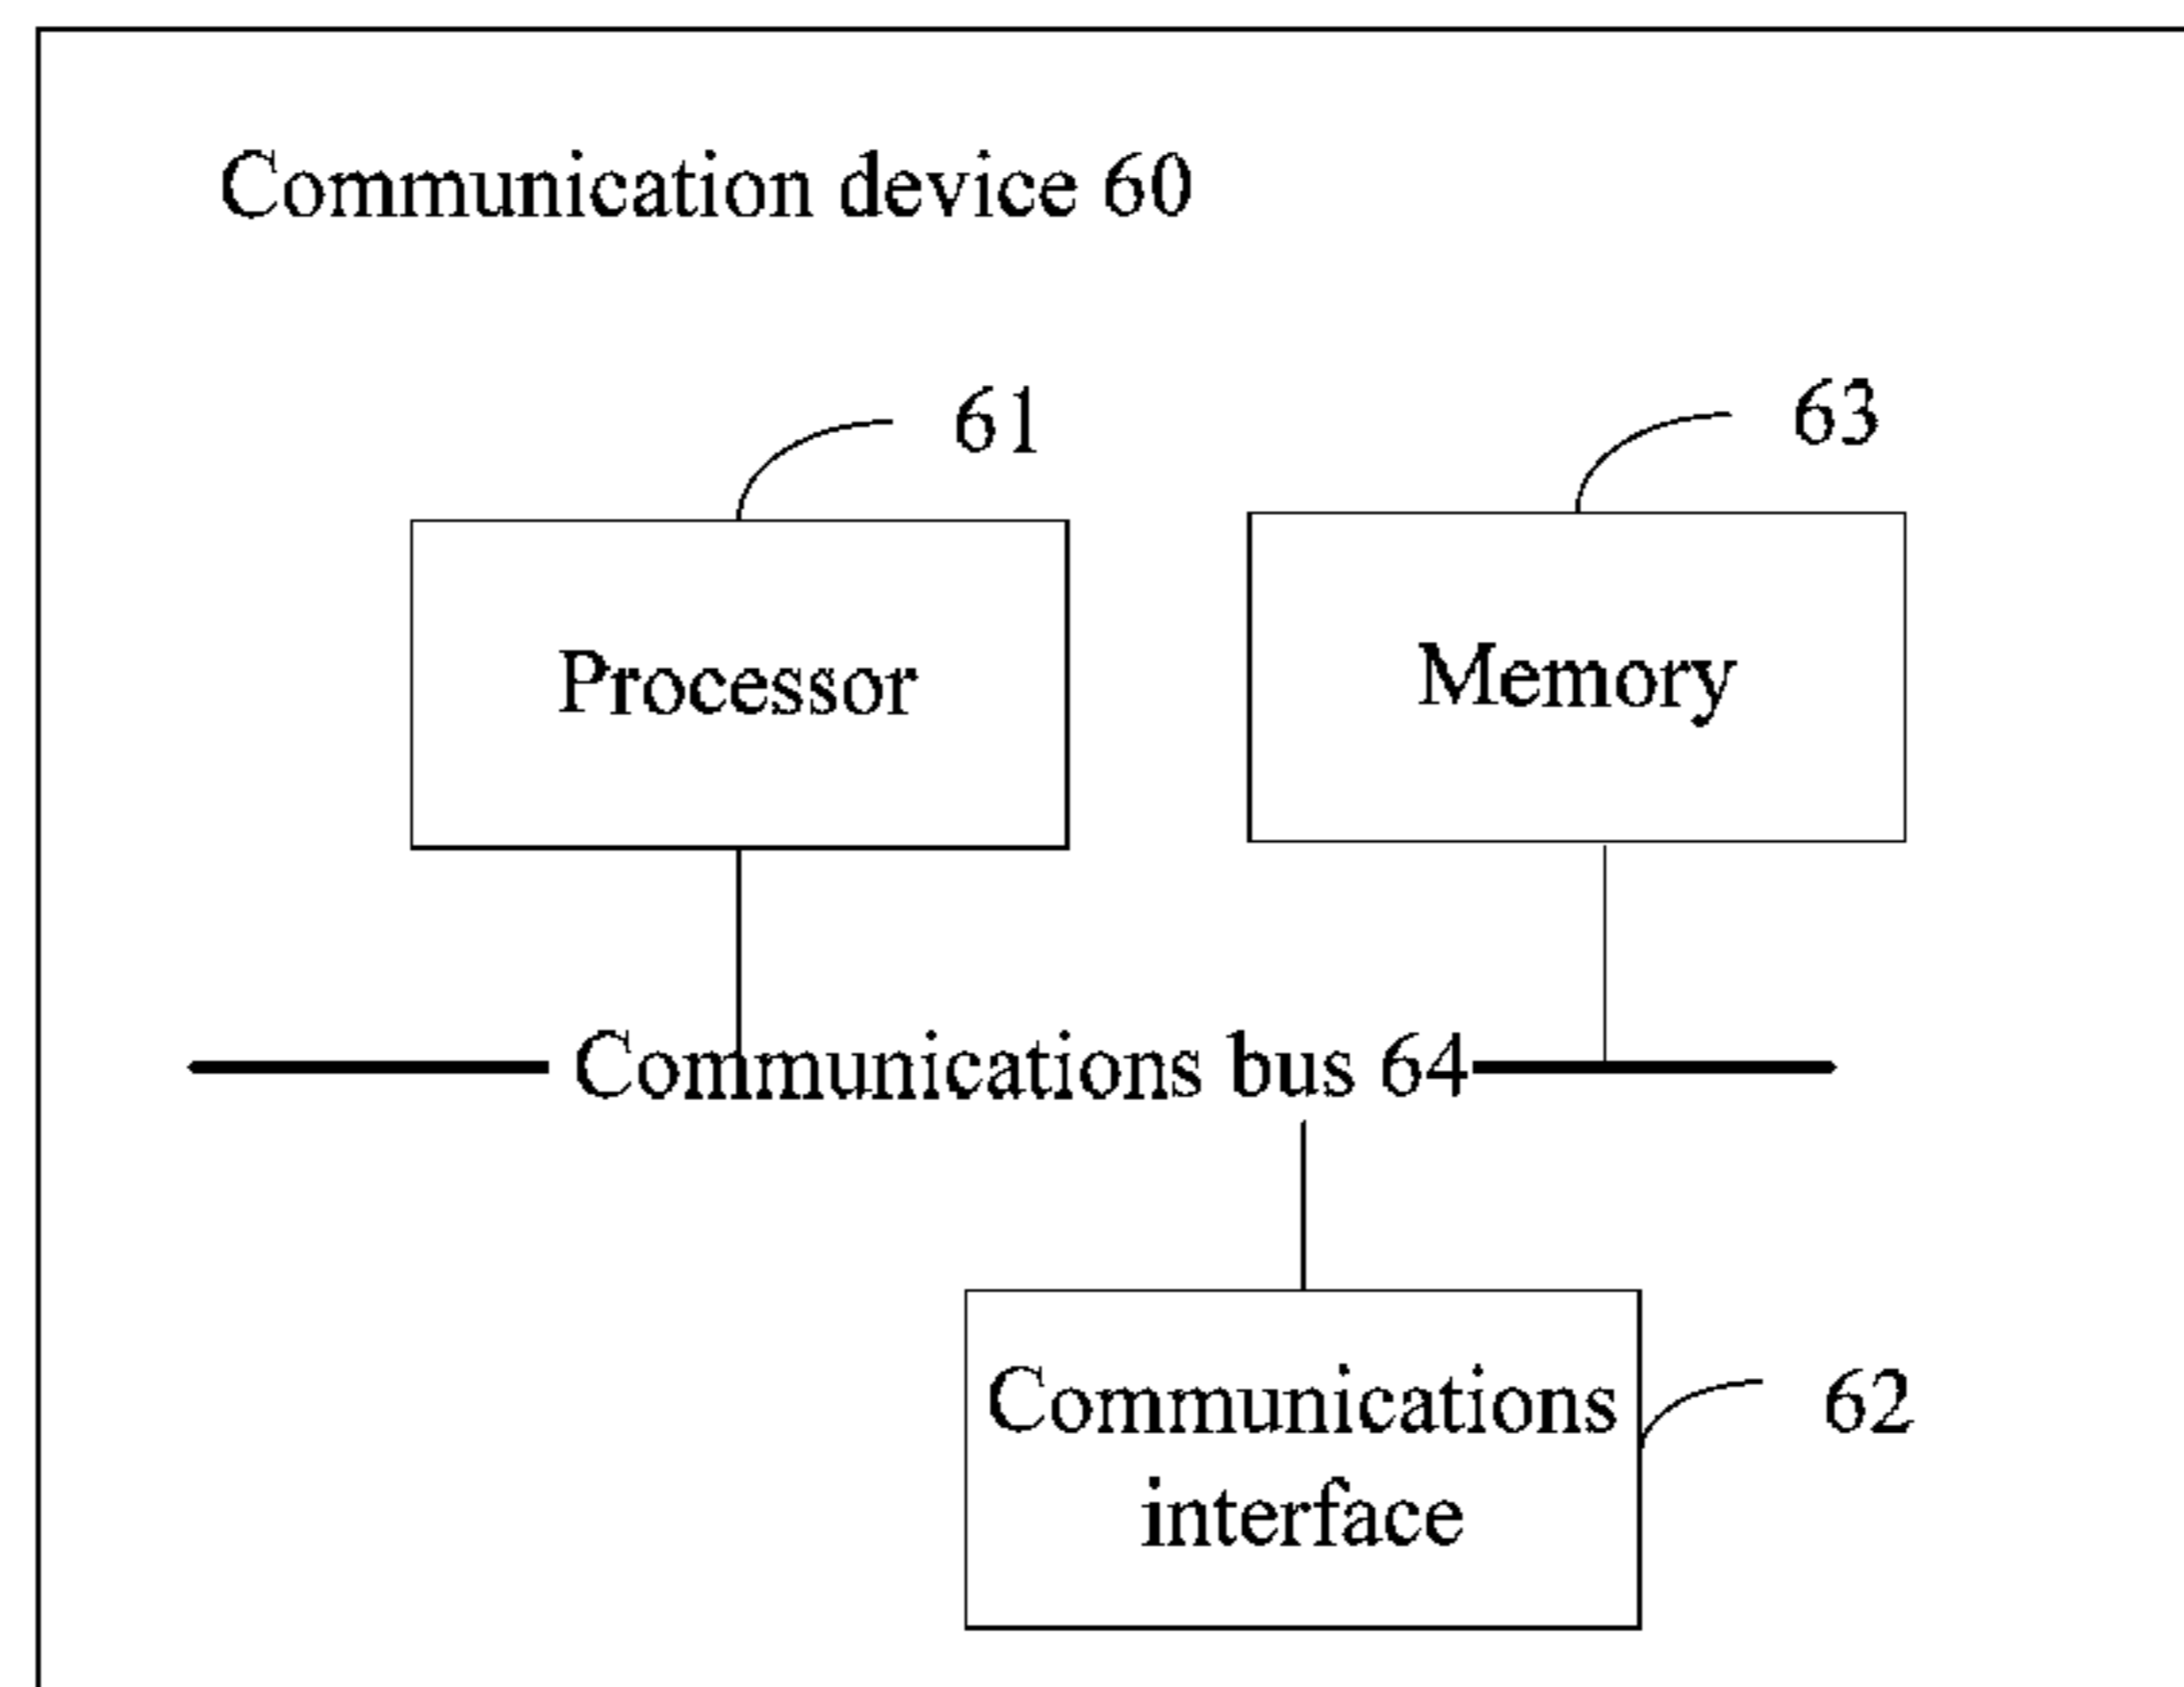 Communication device 60
61
63
Processor
Memory
Communications bus 64
Communications
interface
62